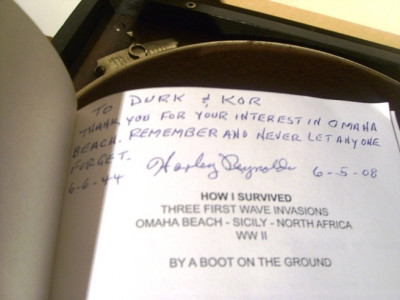 TO DURK & KOR
THANK YOU FOR YOUR INTEREST IN OMAHA
BEACH. REMEMBER AND NEVER LET ANYONE
FORGET.
Harley Reynolds 6-5-08
6-6-44
HOW I SURVIVED
THREE FIRST WAVE INVASIONS
OMAHA BEACH - SICILY - NORTH AFRICA
WW II
BY A BOOT ON THE GROUND